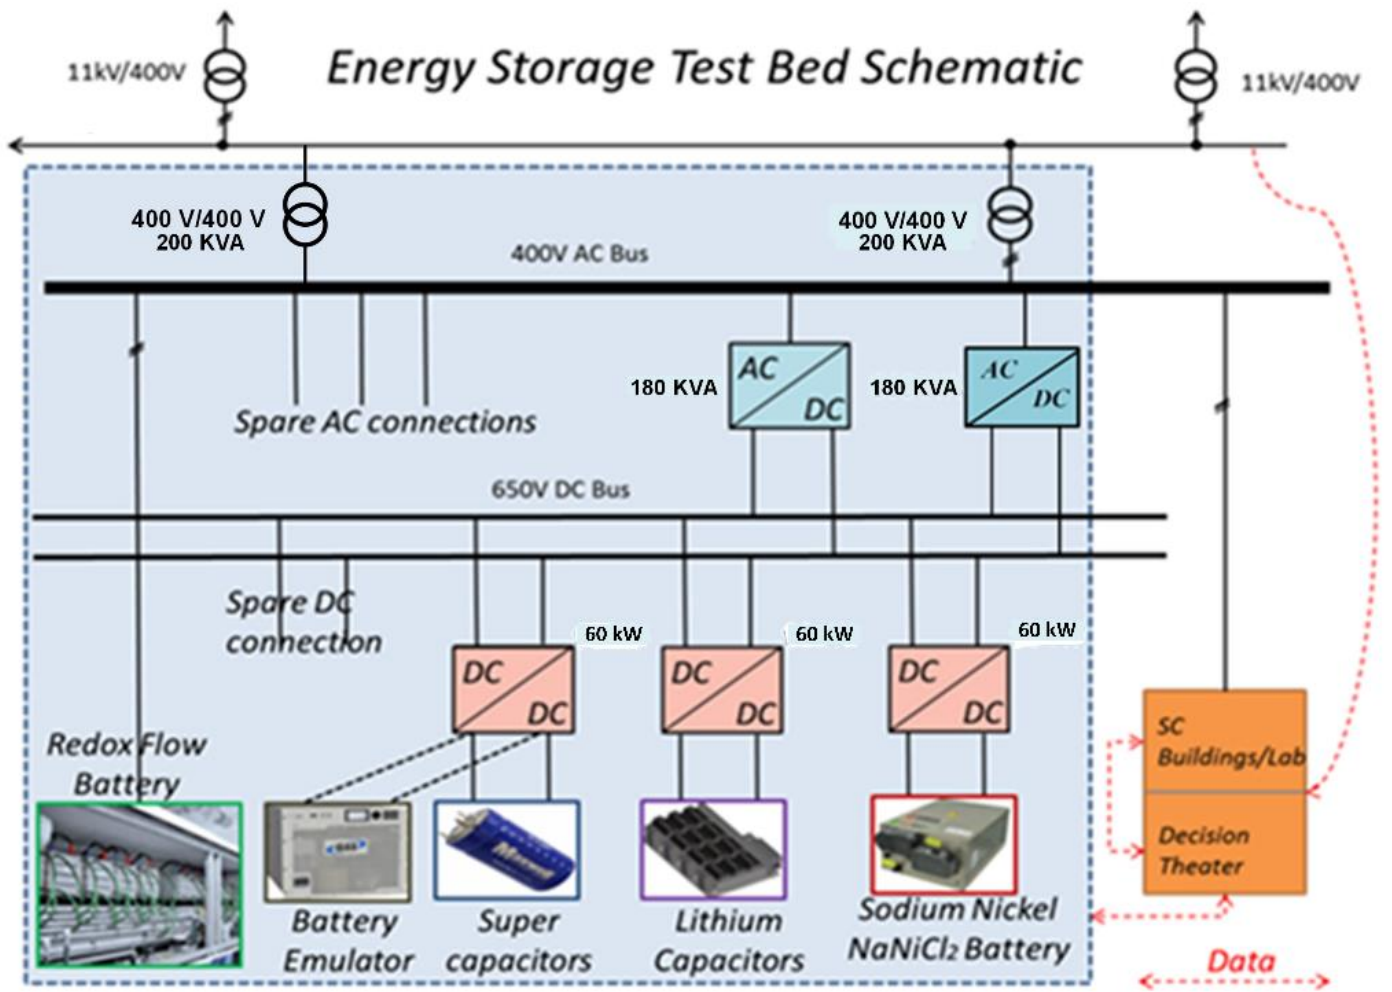 Energy Storage Test Bed Schematic
11kV/400V
11kV/400V
400 V/400 V
200 KVA
400 V/400 V
200 KVA
400V AC Bus
AC
DC
180 KVA
AC
DC
180 KVA
Spare AC connections
650V DC Bus
Spare DC
connection
60 kW
60 kW
60 kW
DC
DC
DC
DC
DC
DC
Redox Flow
Battery
SC
Buildings/Lab
Decision
Theater
Battery
Emulator
Super
capacitors
Lithium
Capacitors
Sodium Nickel
NaNiCl2 Battery
Data